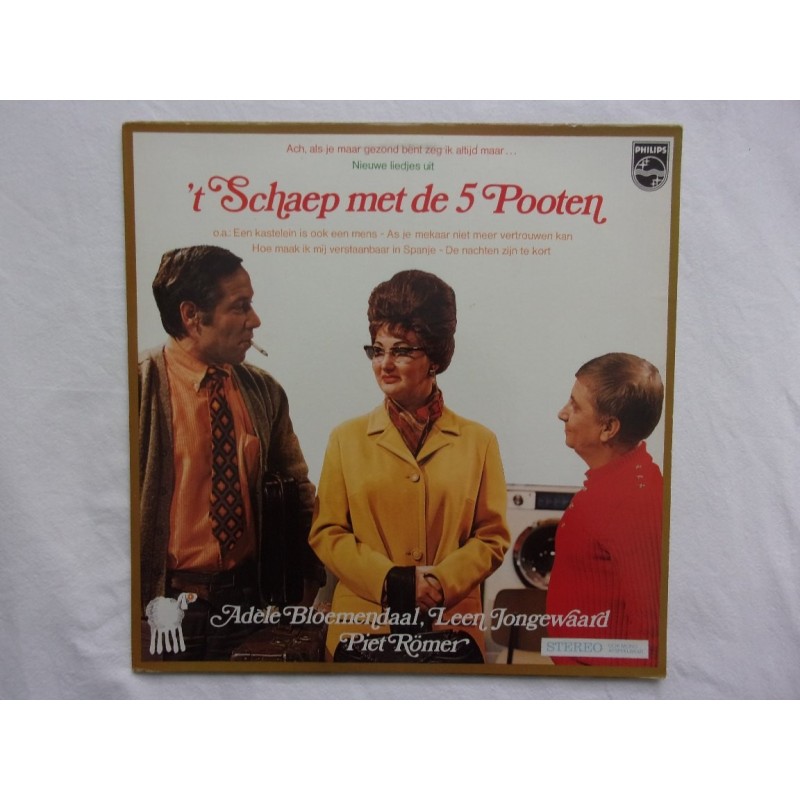 Ach, als je maar gezond bent zeg ik altijd maar...
Nieuwe liedjes uit
't Schaep met de 5 Pooten
o.a.: Een kastelein is ook een mens - As je mekaar niet meer vertrouwen kan
Hoe maak ik mij verstaanbaar in Spanje - De nachten zijn te kort
PHILIPS
Adèle Bloemendaal, Leen Jongewaard
Piet Römer
STEREO